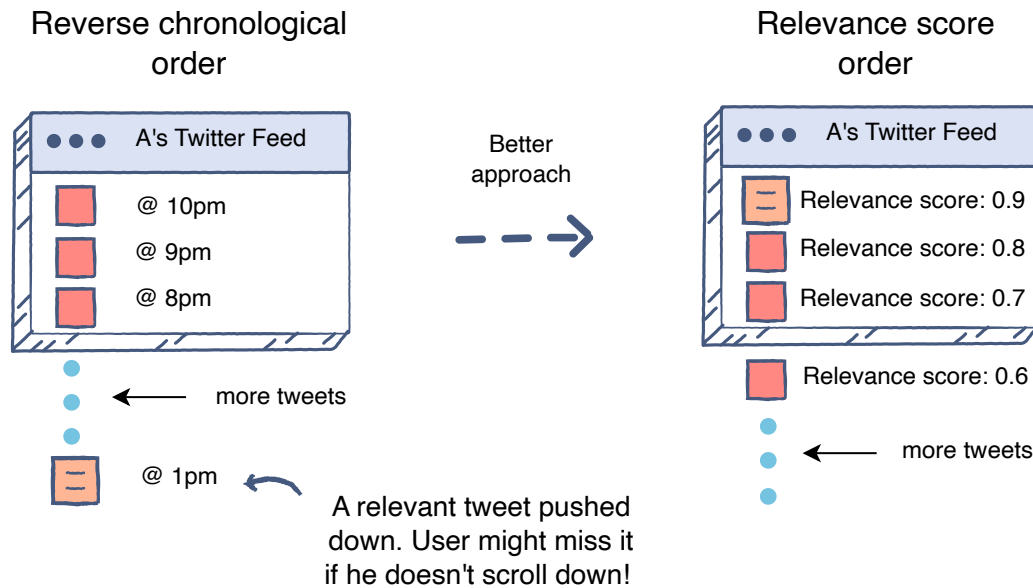 Reverse chronological
order
A's Twitter Feed
@ 10pm
@ 9pm
@ 8pm
more tweets
@ 1pm
A relevant tweet pushed
down. User might miss it
if he doesn't scroll down!
Better
approach
Relevance score
order
A's Twitter Feed
Relevance score: 0.9
Relevance score: 0.8
Relevance score: 0.7
Relevance score: 0.6
more tweets